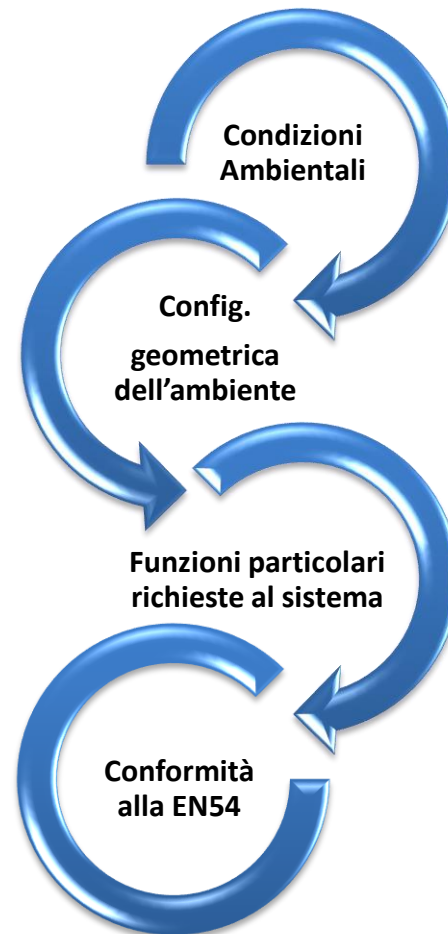 Condizioni
Ambientali
Config.
geometrica
dell’ambiente
Funzioni particolari
richieste al sistema
Conformità
alla EN54